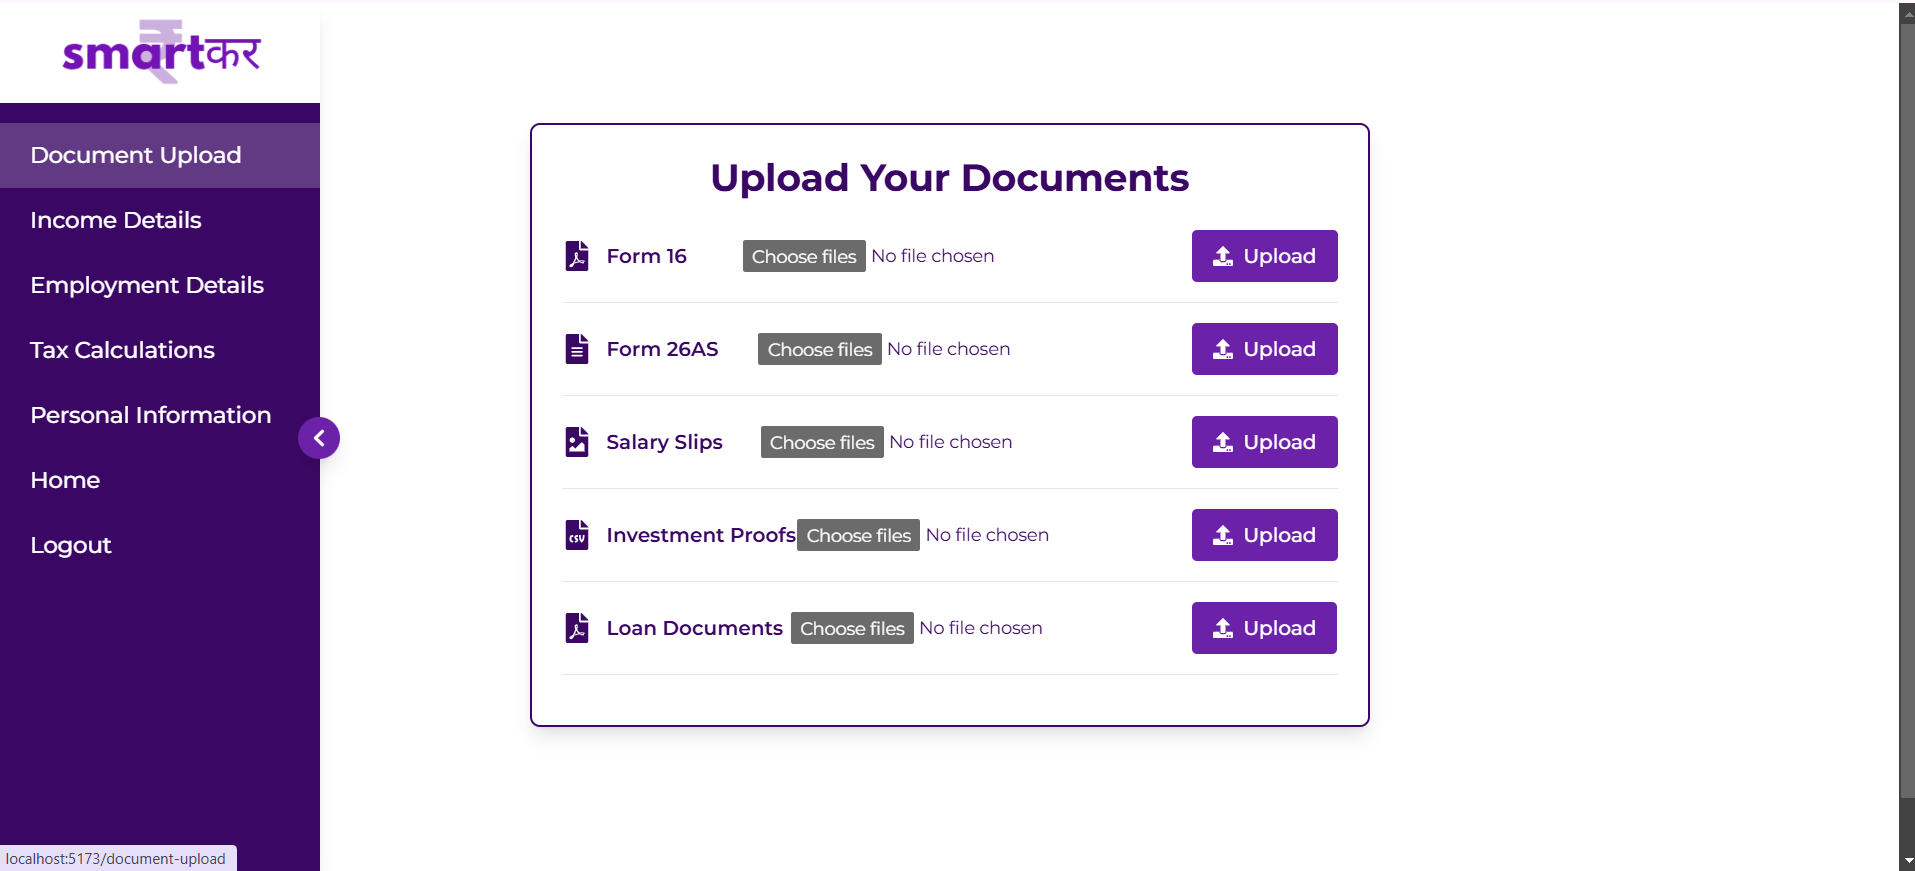 smartकर
Document Upload
Income Details
Employment Details
Tax Calculations
Personal Information
Home
Logout
Upload Your Documents
Form 16 Choose files No file chosen Upload
Form 26AS Choose files No file chosen Upload
Salary Slips Choose files No file chosen Upload
CSV Investment Proofs Choose files No file chosen Upload
Loan Documents Choose files No file chosen Upload
localhost:5173/document-upload